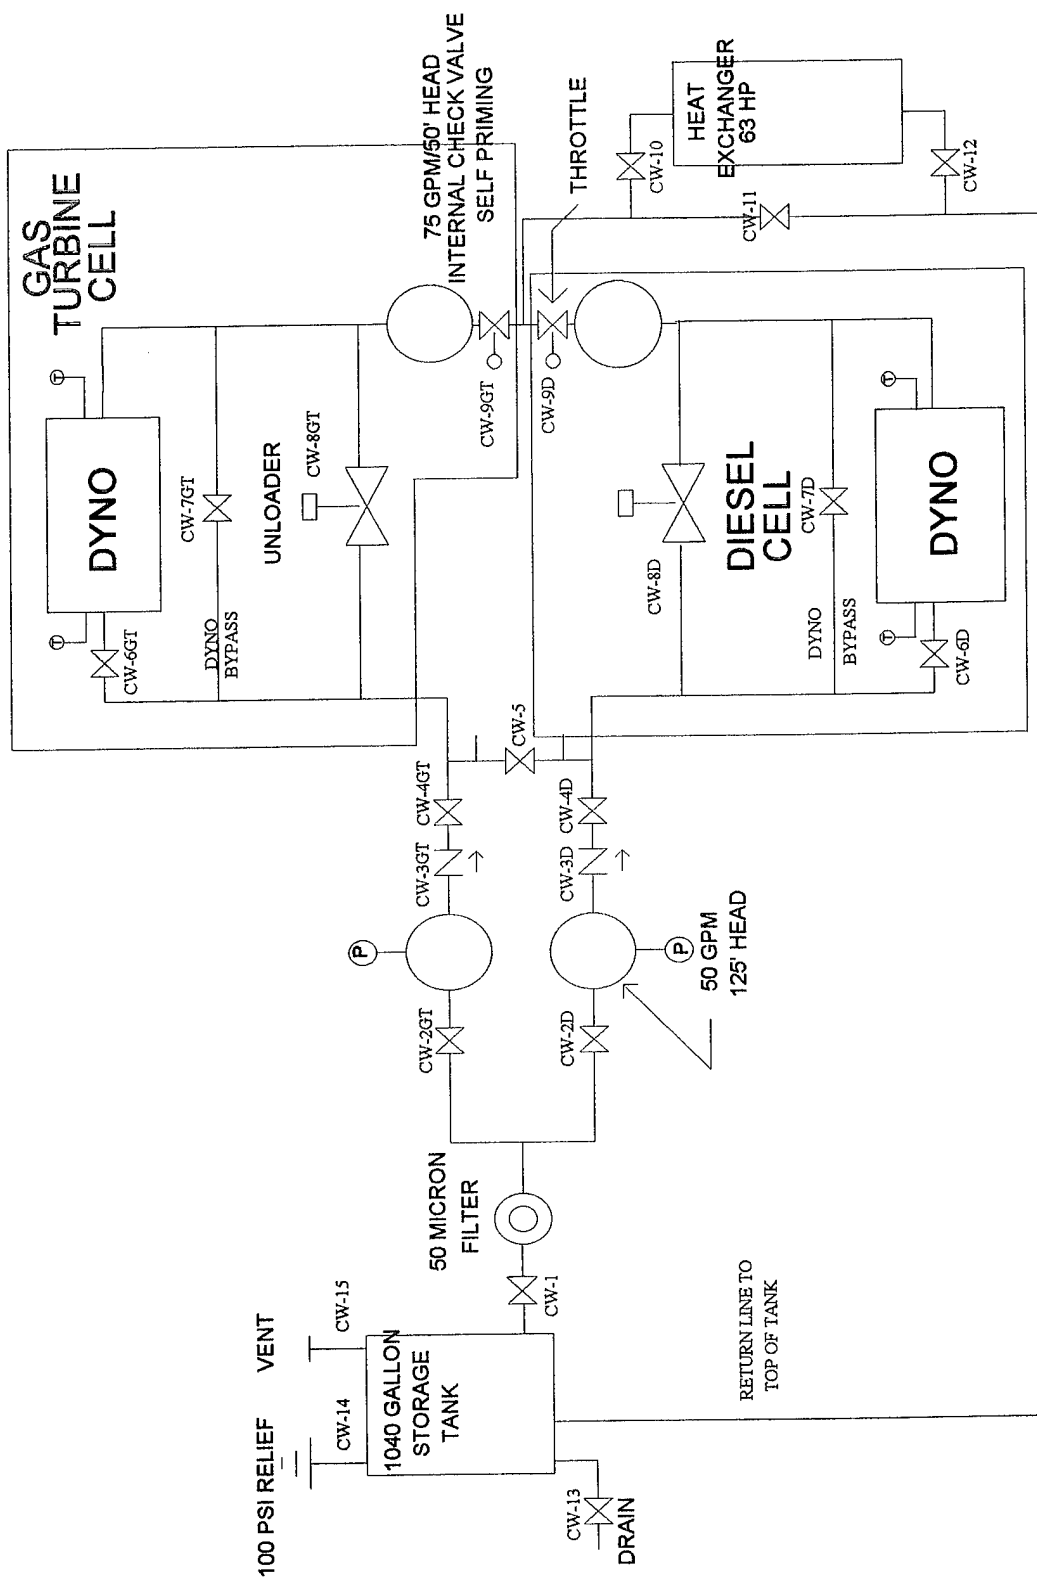 GAS
TURBINE
CELL
T
T
DYNO
CW-6GT
DYNO
BYPASS
CW-7GT
UNLOADER
CW-8GT
75 GPM/50' HEAD
INTERNAL CHECK VALVE
SELF PRIMING
CW-9GT
CW-9D
THROTTLE
CW-10
HEAT
EXCHANGER
63 HP
CW-11
CW-12
CW-8D
DIESEL
CELL
CW-7D
DYNO
BYPASS
T
T
DYNO
CW-6D
CW-5
CW-4GT
CW-3GT
P
CW-2GT
CW-4D
CW-3D
P
CW-2D
50 GPM
125' HEAD
50 MICRON
FILTER
CW-1
100 PSI RELIEF
VENT
CW-14
CW-15
1040 GALLON
STORAGE
TANK
CW-13
DRAIN
RETURN LINE TO
TOP OF TANK